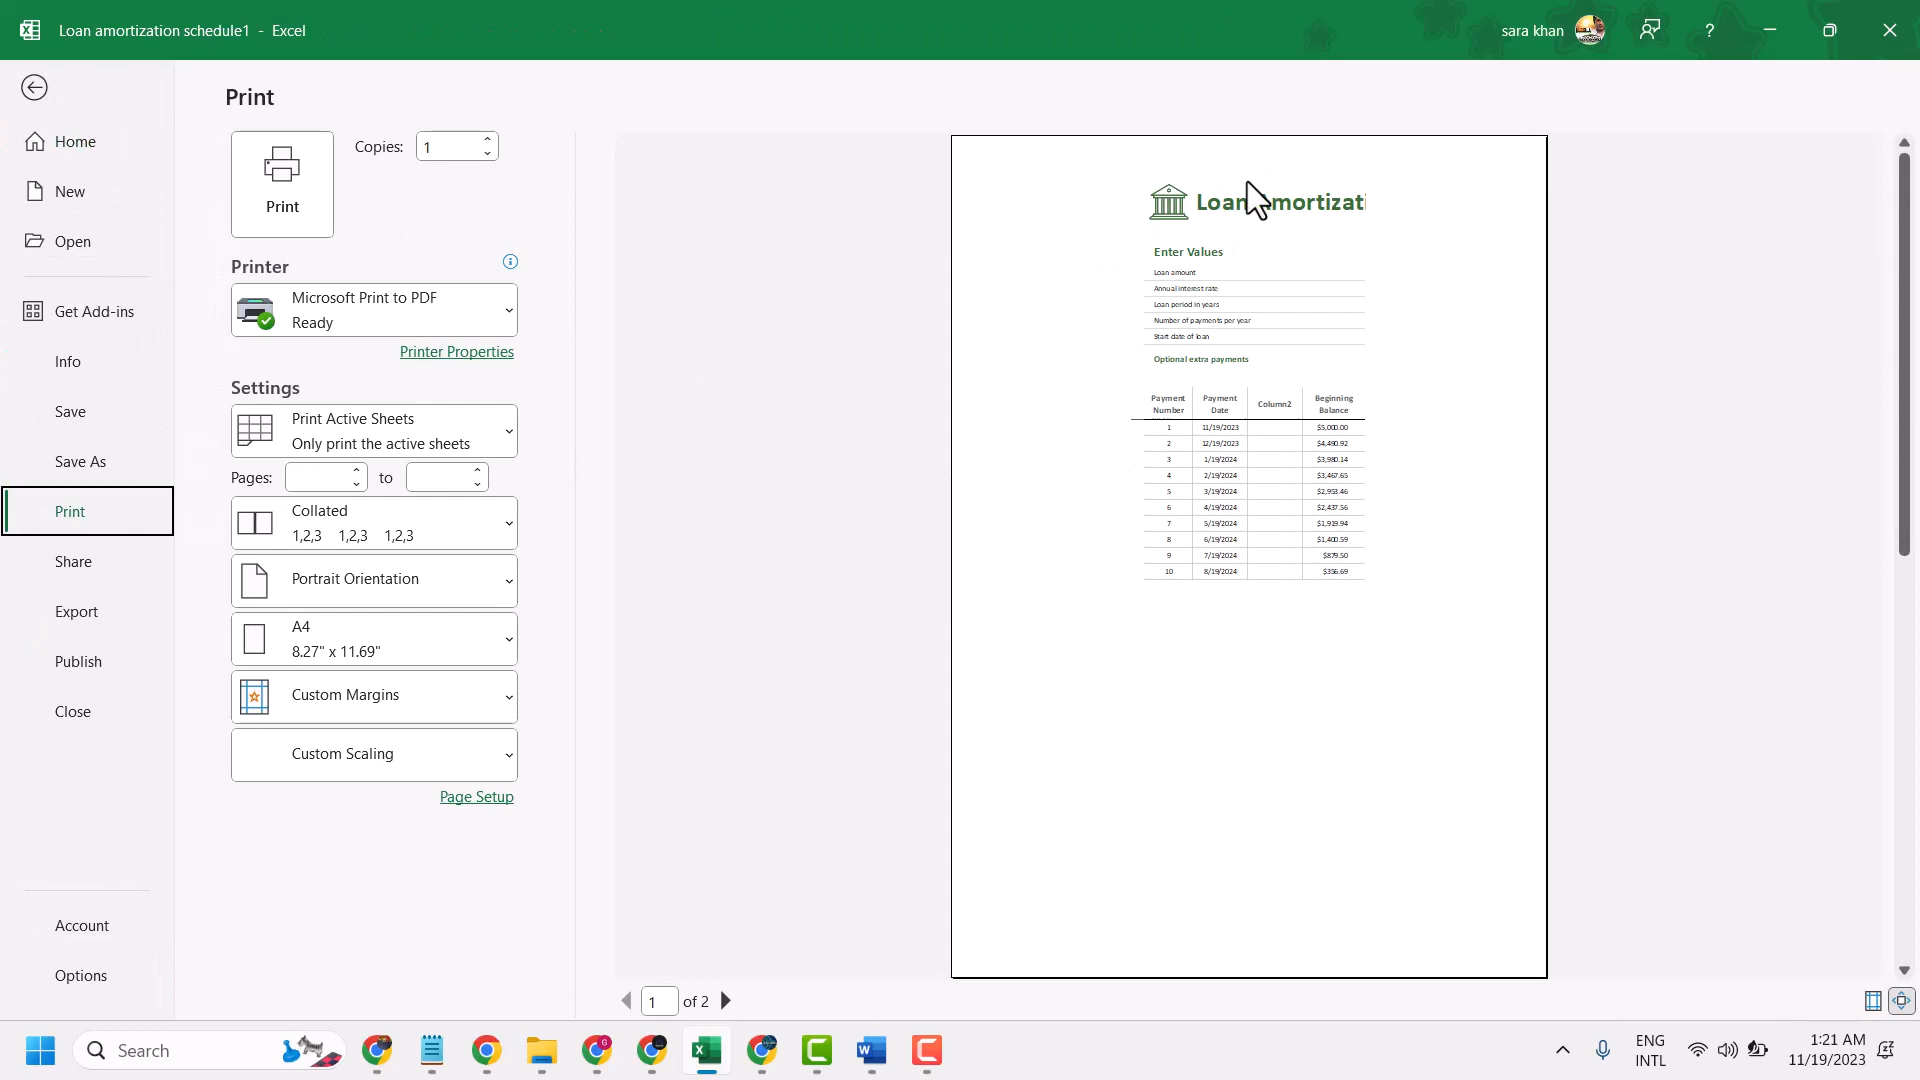 Loan amortization schedule1 - Excel
sara khan
?
Print
Home
New
Open
Get Add-ins
Info
Save
Save As
Print
Share
Export
Publish
Close
Account
Options
Print
Copies: 1
Printer
Microsoft Print to PDF
Ready
Printer Properties
Settings
Print Active Sheets
Only print the active sheets
Pages: to
Collated
1,2,3 1,2,3 1,2,3
Portrait Orientation
A4
8.27" x 11.69"
Custom Margins
Custom Scaling
Page Setup
Loan Amortizati
Enter Values
Loan amount
Annual interest rate
Loan period in years
Number of payments per year
Start date of loan
Optional extra payments
Payment Number Payment Date Column2 Beginning Balance
1 11/19/2023 $5,000.00
2 12/19/2023 $4,490.92
3 1/19/2024 $3,980.14
4 2/19/2024 $3,467.65
5 3/19/2024 $2,953.46
6 4/19/2024 $2,437.56
7 5/19/2024 $1,919.94
8 6/19/2024 $1,400.59
9 7/19/2024 $879.50
10 8/19/2024 $356.69
1 of 2
Search
ENG
INTL
1:21 AM
11/19/2023